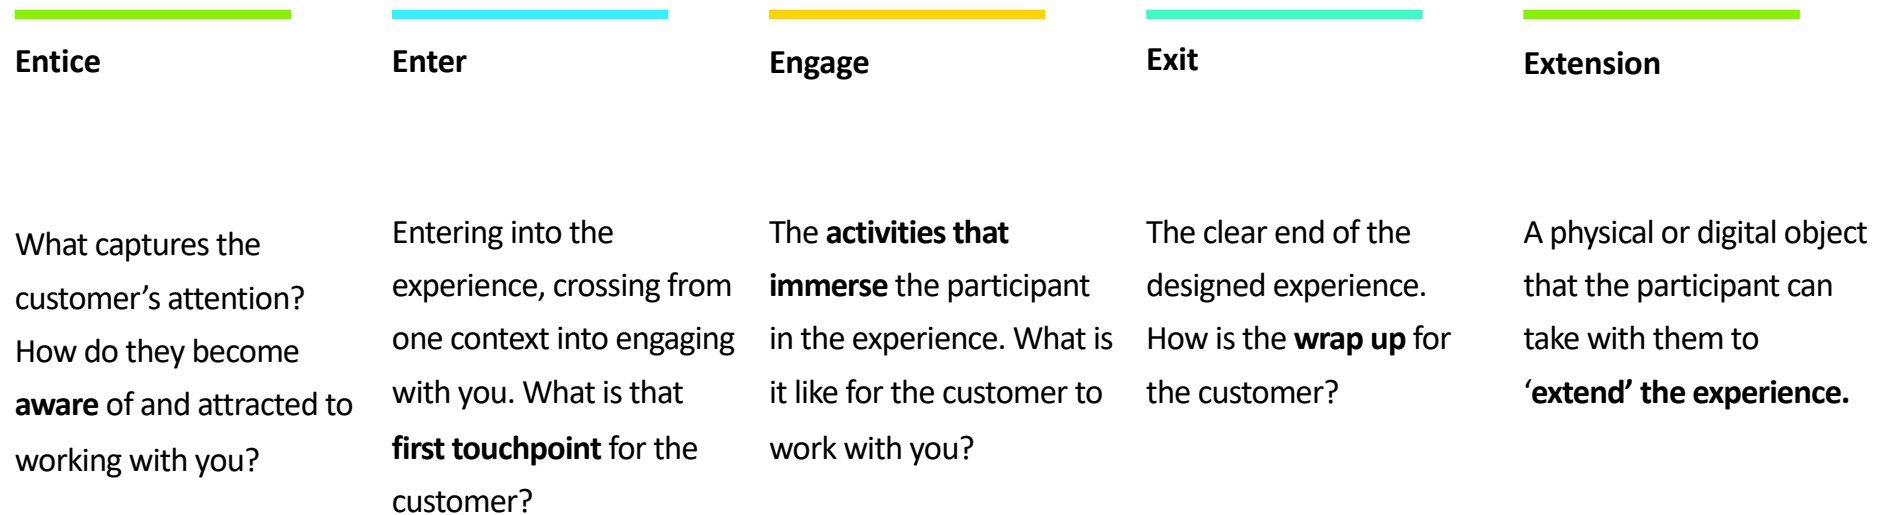 Entice
What captures the
customer’s attention?
How do they become
aware of and attracted to
working with you?
Enter
Entering into the
experience, crossing from
one context into engaging
with you. What is that
first touchpoint for the
customer?
Engage
The activities that
immerse the participant
in the experience. What is
it like for the customer to
work with you?
Exit
The clear end of the
designed experience.
How is the wrap up for
the customer?
Extension
A physical or digital object
that the participant can
take with them to
‘extend’ the experience.